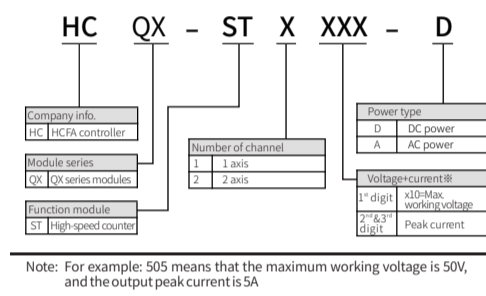 HC QX - ST X XXX - D
Company info.
HC HCFA controller
Module series
QX QX series modules
Function module
ST High-speed counter
Number of channel
1 1 axis
2 2 axis
Power type
D DC power
A AC power
Voltage+current※
1st digit x10=Max. working voltage
2nd&3rd digit Peak current
Note: For example: 505 means that the maximum working voltage is 50V,
and the output peak current is 5A